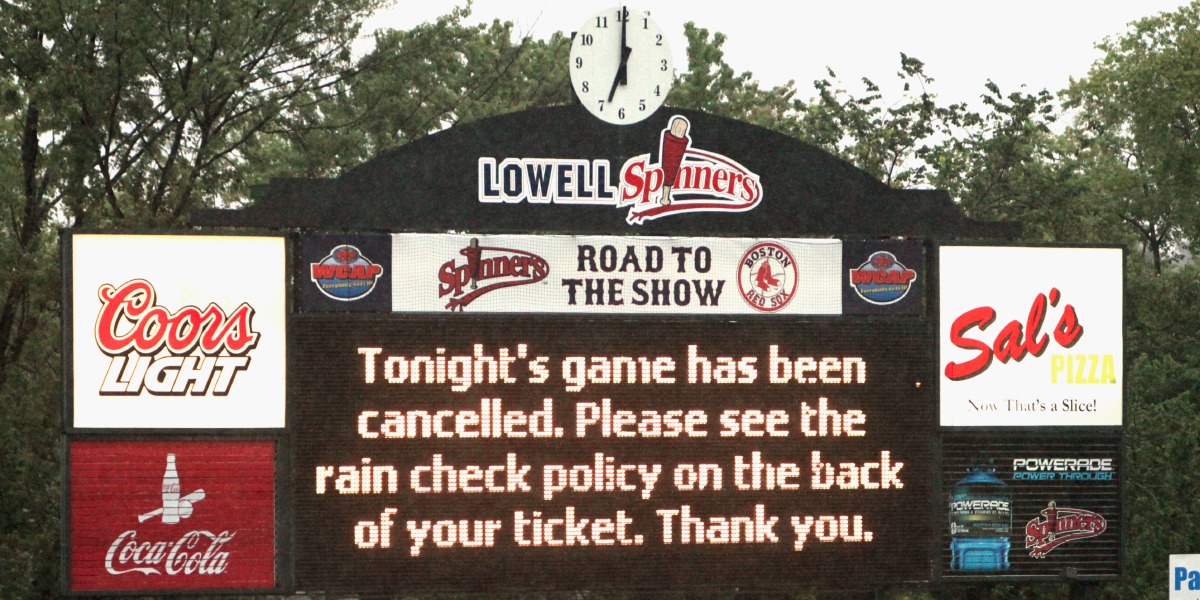 11 12 1
10 2
9 3
8 4
7 6 5
LOWELL Spinners
WCAP
Spinners
ROAD TO
THE SHOW
BOSTON
RED SOX
WCAP
Coors
LIGHT
Tonight's game has been
cancelled. Please see the
rain check policy on the back
of your ticket. Thank you.
Sal's
PIZZA
Now That's a Slice!
Coca-Cola
POWERADE
POWER THROUGH
POWERADE
Spinners
Pa